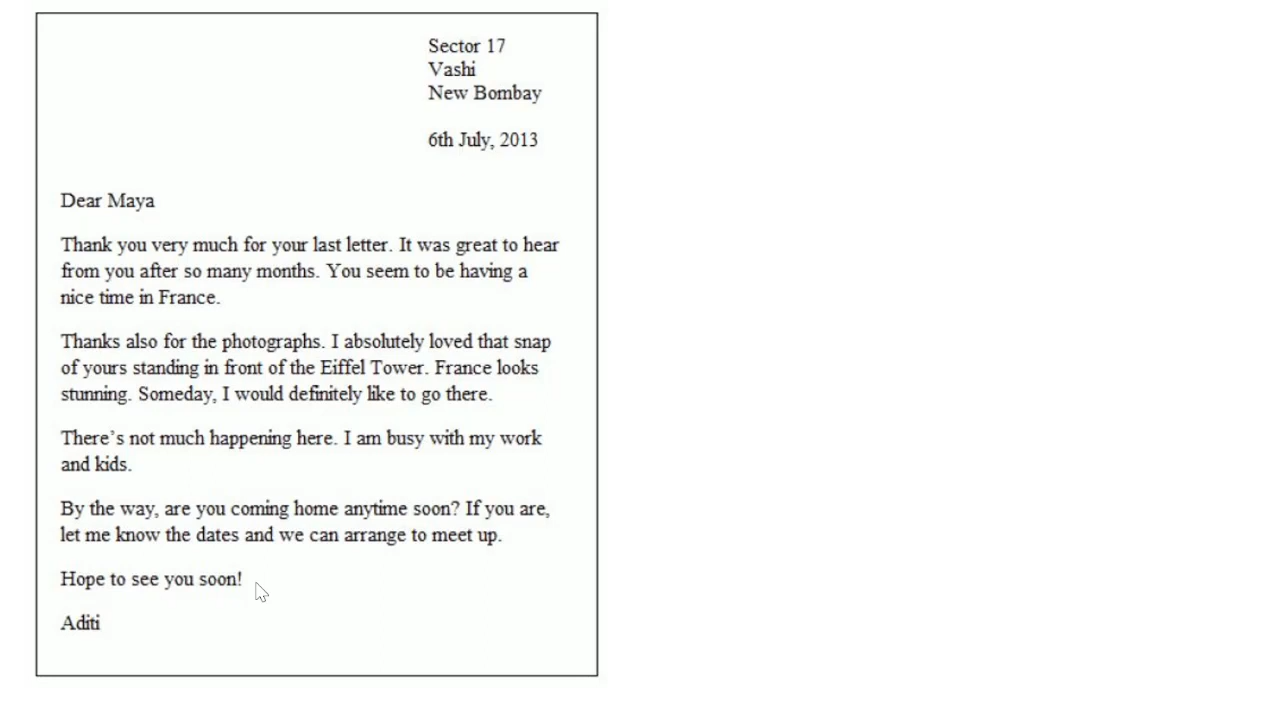 Sector 17
Vashi
New Bombay
6th July, 2013
Dear Maya
Thank you very much for your last letter. It was great to hear
from you after so many months. You seem to be having a
nice time in France.
Thanks also for the photographs. I absolutely loved that snap
of yours standing in front of the Eiffel Tower. France looks
stunning. Someday, I would definitely like to go there.
There’s not much happening here. I am busy with my work
and kids.
By the way, are you coming home anytime soon? If you are,
let me know the dates and we can arrange to meet up.
Hope to see you soon!
Aditi